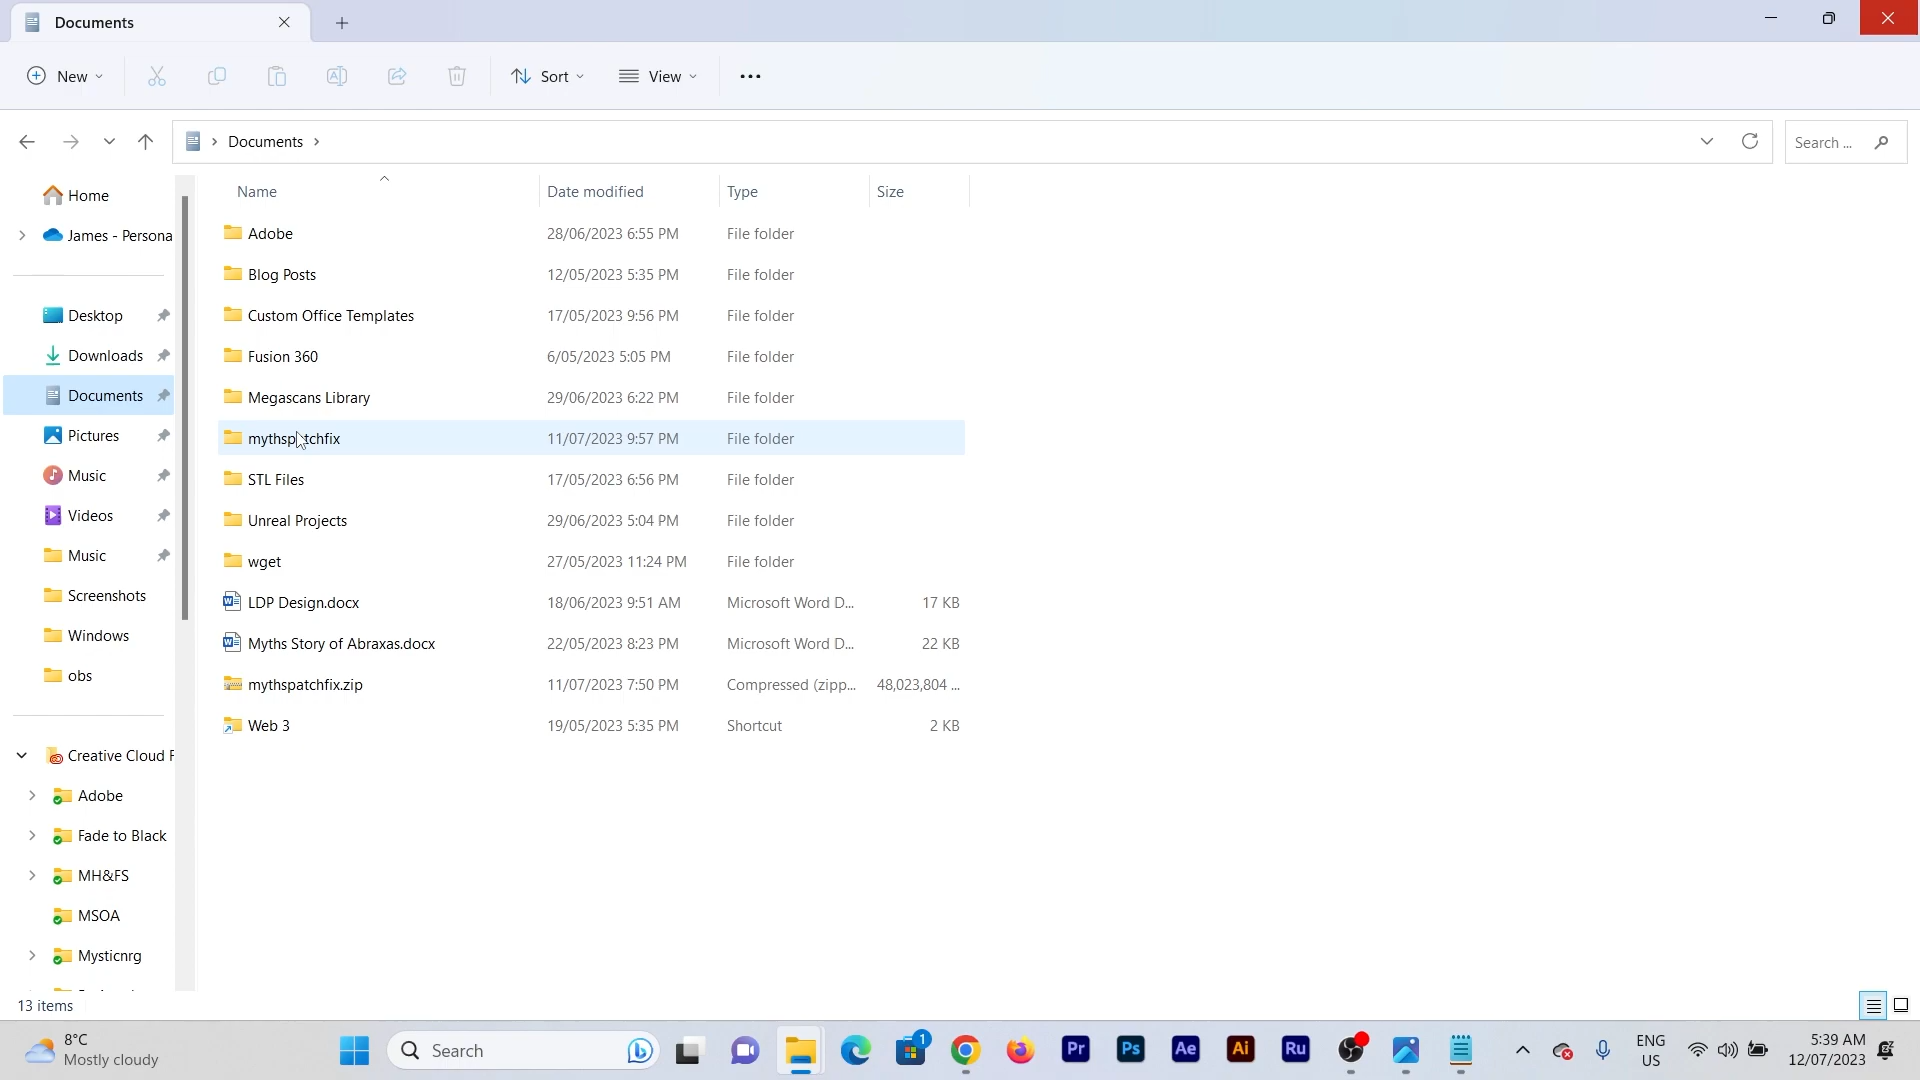 Documents
New
Sort
View
Documents
Search ...
Home
James - Persona
Desktop
Downloads
Documents
Pictures
Music
Videos
Music
Screenshots
Windows
obs
Creative Cloud F
Adobe
Fade to Black
MH&FS
MSOA
Mysticnrg
Name Date modified Type Size
Adobe 28/06/2023 6:55 PM File folder
Blog Posts 12/05/2023 5:35 PM File folder
Custom Office Templates 17/05/2023 9:56 PM File folder
Fusion 360 6/05/2023 5:05 PM File folder
Megascans Library 29/06/2023 6:22 PM File folder
mythspatchfix 11/07/2023 9:57 PM File folder
STL Files 17/05/2023 6:56 PM File folder
Unreal Projects 29/06/2023 5:04 PM File folder
wget 27/05/2023 11:24 PM File folder
LDP Design.docx 18/06/2023 9:51 AM Microsoft Word D... 17 KB
Myths Story of Abraxas.docx 22/05/2023 8:23 PM Microsoft Word D... 22 KB
mythspatchfix.zip 11/07/2023 7:50 PM Compressed (zipp... 48,023,804 ...
Web 3 19/05/2023 5:35 PM Shortcut 2 KB
13 items
8°C
Mostly cloudy
Search
1
Pr
Ps
Ae
Ai
Ru
ENG
US
5:39 AM
12/07/2023